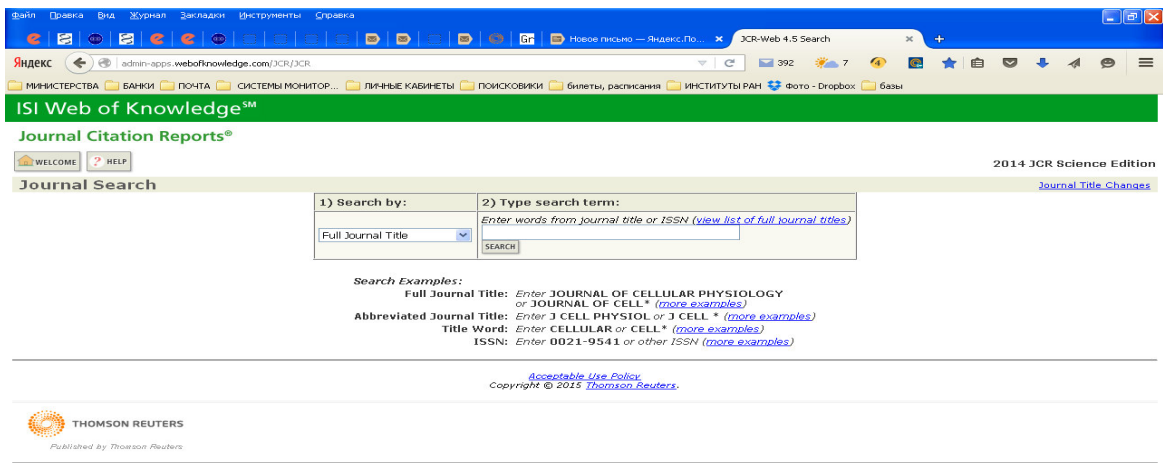 Файл Правка Вид Журнал Закладки Инструменты Справка
Gr Новое письмо — Яндекс.По... JCR-Web 4.5 Search
Яндекс admin-apps.webofknowledge.com/JCR/JCR 392 7 4
МИНИСТЕРСТВА БАНКИ ПОЧТА СИСТЕМЫ МОНИТОР... ЛИЧНЫЕ КАБИНЕТЫ ПОИСКОВИКИ билеты, расписания ИНСТИТУТЫ РАН Фото - Dropbox базы
ISI Web of Knowledge℠
Journal Citation Reports®
WELCOME ? HELP
2014 JCR Science Edition
Journal Search Journal Title Changes
1) Search by: 2) Type search term:
Enter words from journal title or ISSN (view list of full journal titles)
Full Journal Title
SEARCH
Search Examples:
Full Journal Title: Enter JOURNAL OF CELLULAR PHYSIOLOGY
or JOURNAL OF CELL* (more examples)
Abbreviated Journal Title: Enter J CELL PHYSIOL or J CELL * (more examples)
Title Word: Enter CELLULAR or CELL* (more examples)
ISSN: Enter 0021-9541 or other ISSN (more examples)
Acceptable Use Policy
Copyright © 2015 Thomson Reuters.
THOMSON REUTERS
Published by Thomson Reuters